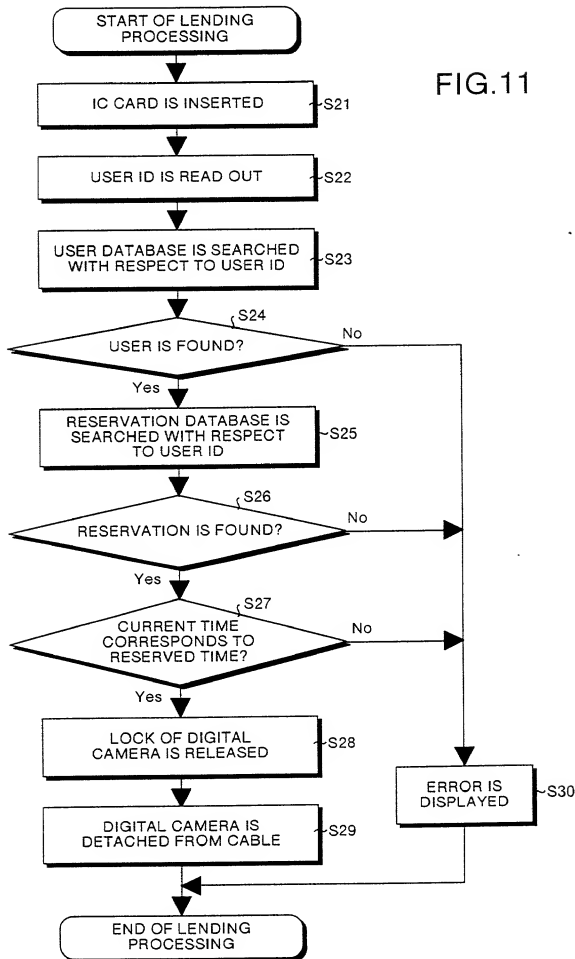 START OF LENDING
PROCESSING
FIG.11
IC CARD IS INSERTED
S21
USER ID IS READ OUT
S22
USER DATABASE IS SEARCHED
WITH RESPECT TO USER ID
S23
S24
USER IS FOUND?
No
Yes
RESERVATION DATABASE IS
SEARCHED WITH RESPECT
TO USER ID
S25
S26
RESERVATION IS FOUND?
No
Yes
S27
CURRENT TIME
CORRESPONDS TO
RESERVED TIME?
No
Yes
LOCK OF DIGITAL
CAMERA IS RELEASED
S28
ERROR IS
DISPLAYED
S30
DIGITAL CAMERA IS
DETACHED FROM CABLE
S29
END OF LENDING
PROCESSING